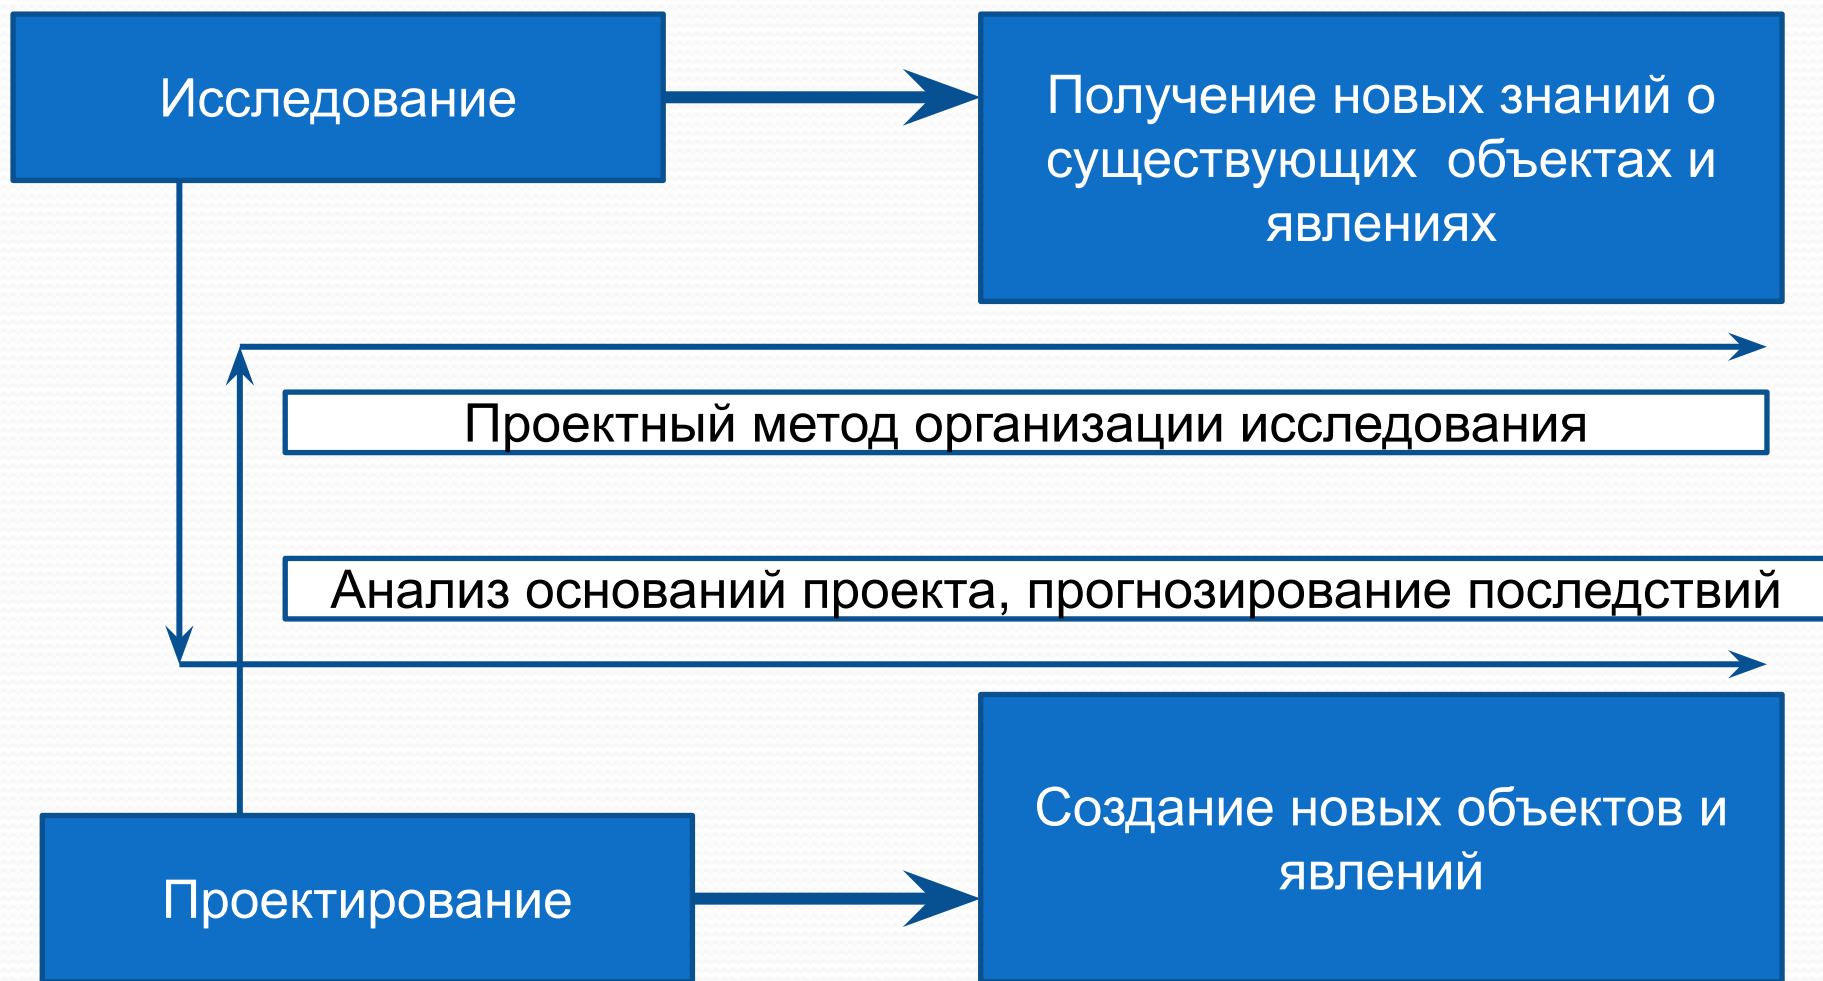 Исследование
Получение новых знаний о
существующих  объектах и
явлениях
Проектный метод организации исследования
Анализ оснований проекта, прогнозирование последствий
Создание новых объектов и
явлений
Проектирование